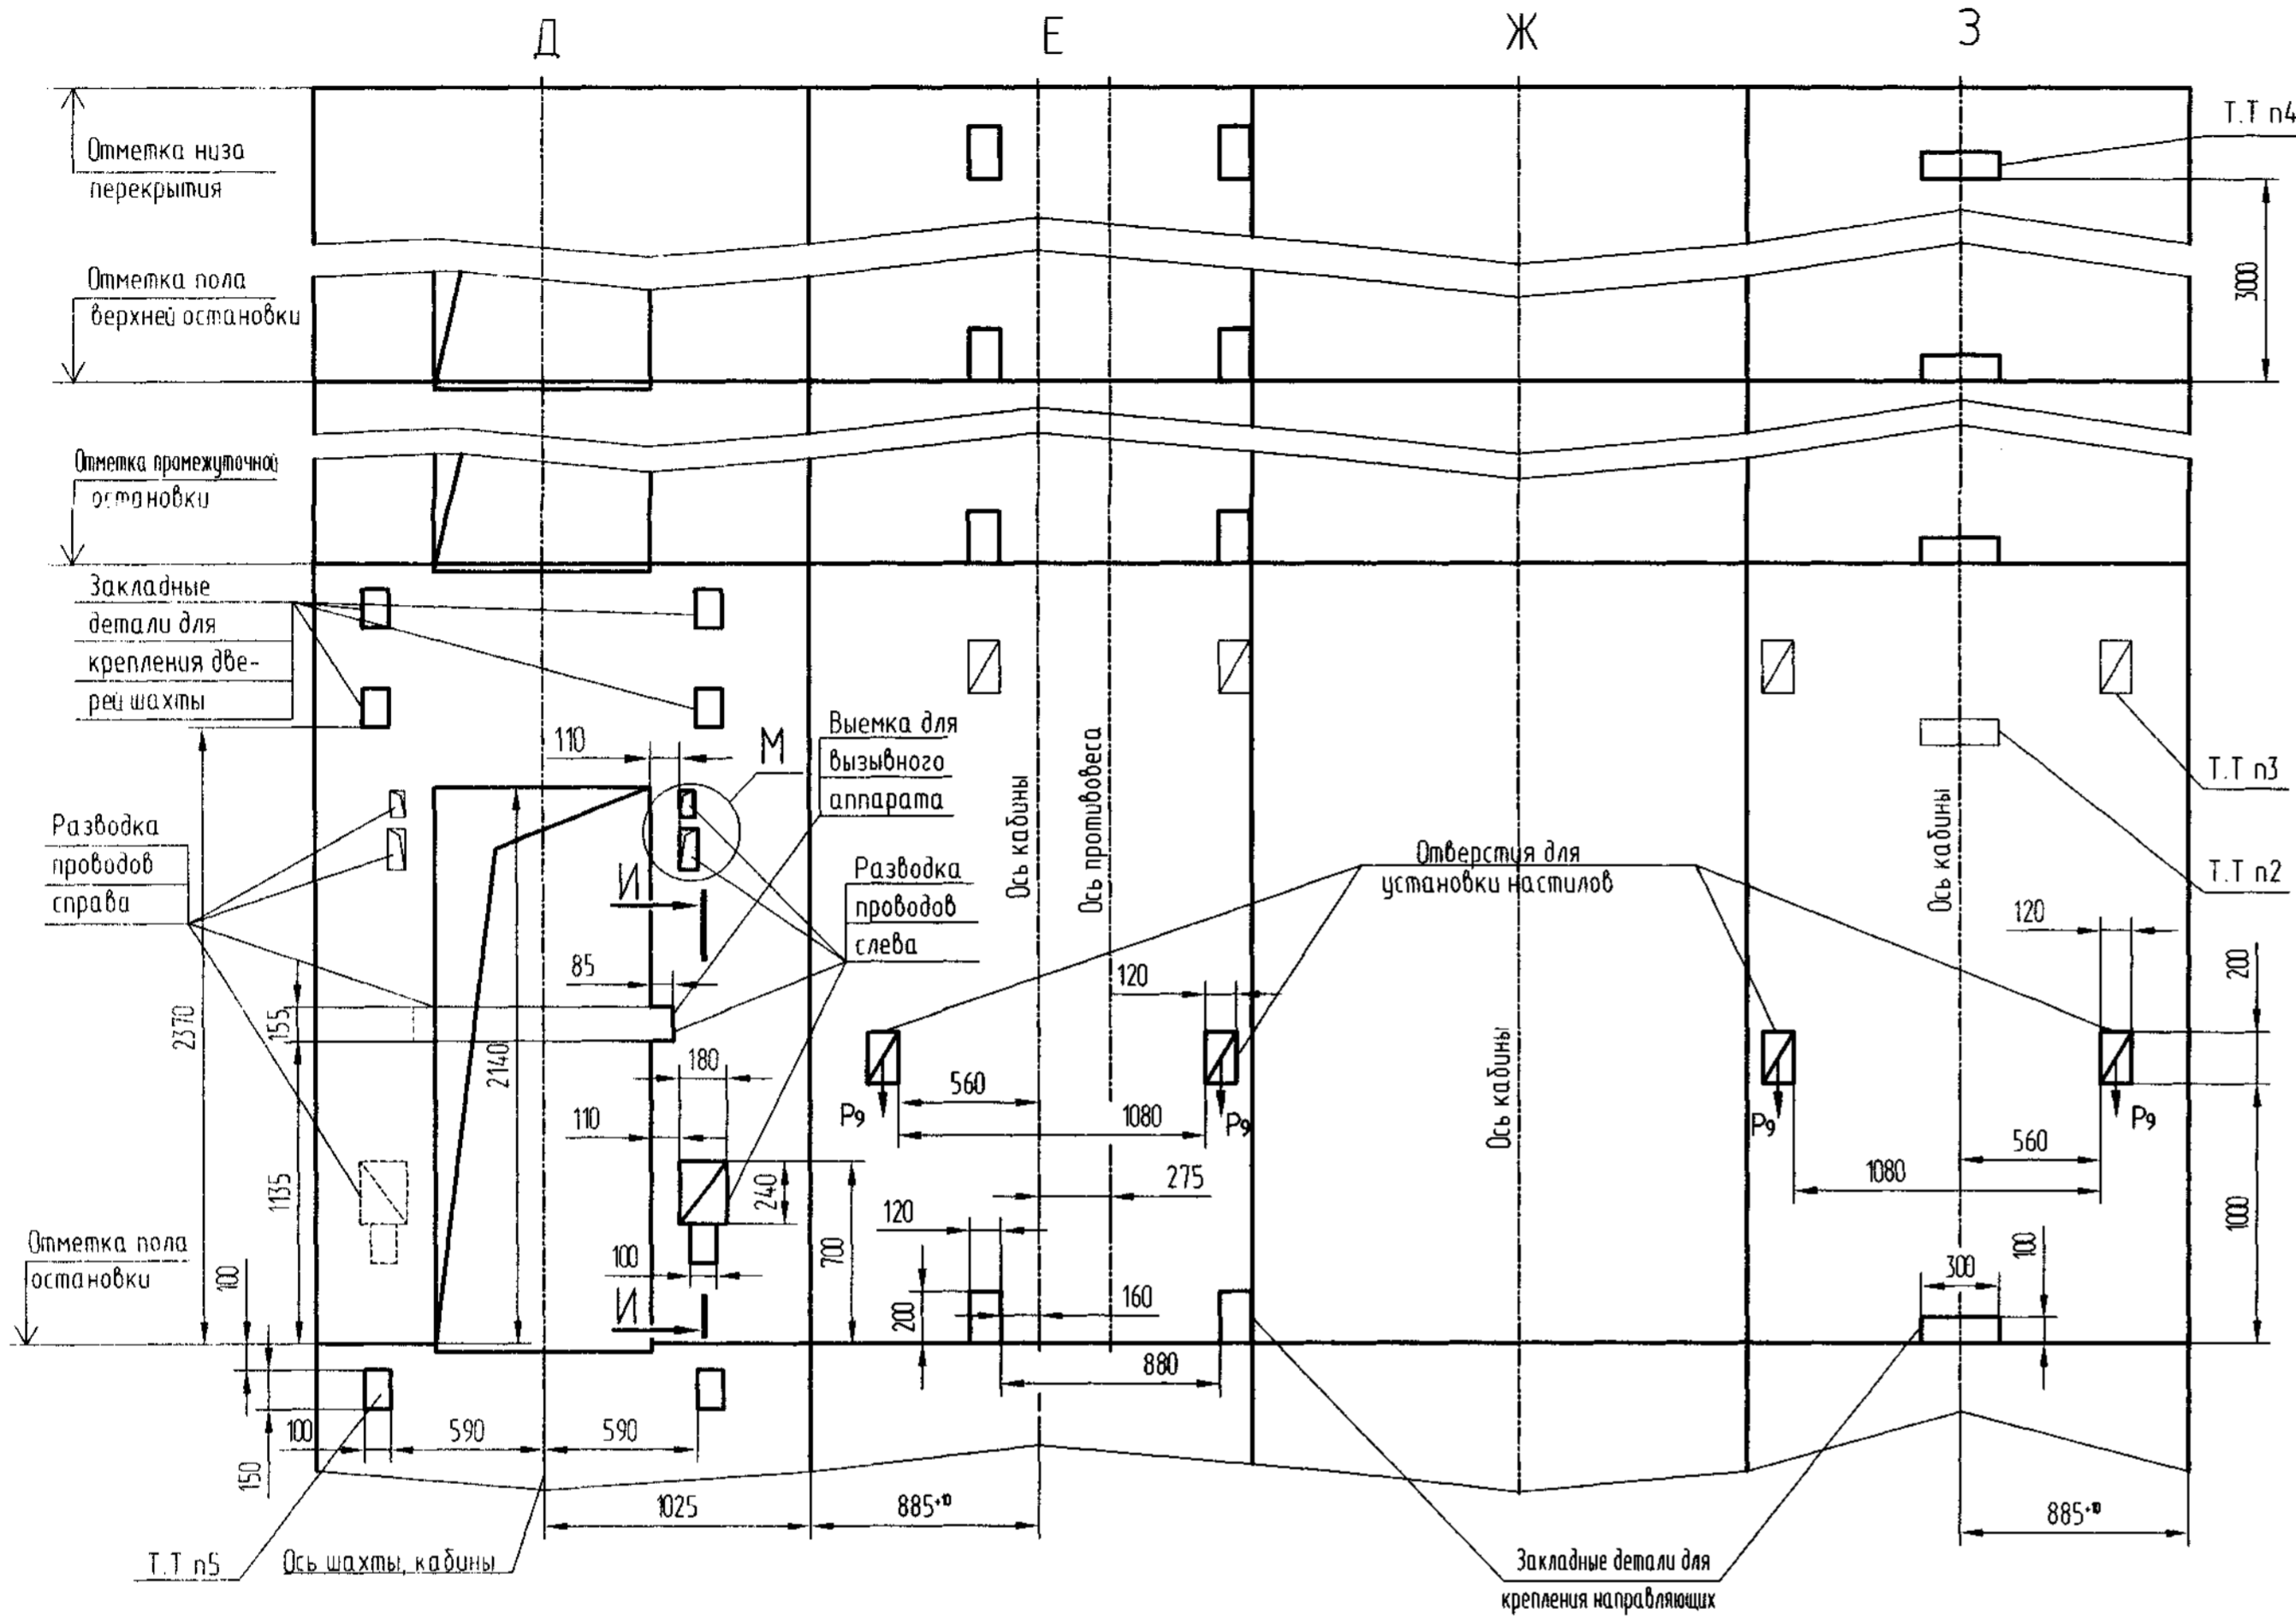 Д
Е
Ж
З
Отметка низа
перекрытия
Т.Т п4
3000
Отметка пола
верхней остановки
Отметка промежуточной
остановки
Закладные
детали для
крепления две-
рей шахты
110
М
Выемка для
вызывного
аппарата
Разводка
проводов
справа
И
Разводка
проводов
слева
Ось кабины
Ось противовеса
Отверстия для
установки настилов
Ось кабины
Т.Т п3
Т.Т п2
120
200
85
120
2370
155
2140
180
560
1080
Р9
Р9
Ось кабины
Р9
Р9
560
1080
110
240
275
1135
700
120
1000
Отметка пола
остановки
100
100
200
160
300
100
И
880
100
590
590
150
1025
885+10
885+10
Т.Т п5
Ось шахты, кабины
Закладные детали для
крепления направляющих